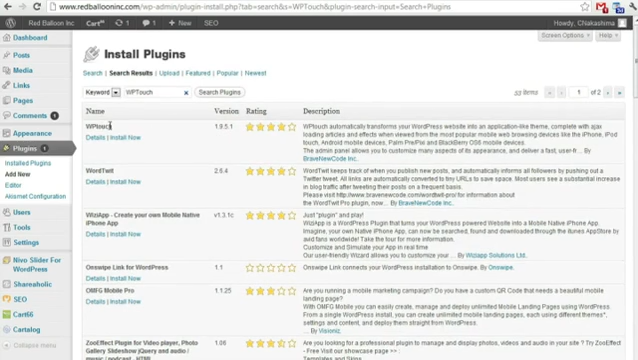 www.redballooninc.com/wp-admin/plugin-install.php?tab=search&s=WPTouch&plugin-search-input=Search+Plugins
Red Balloon Inc Cart66 1 1 + New SEO Howdy, CNakashima
Screen Options Help
Dashboard
Posts
Media
Links
Pages
Comments 1
Appearance
Plugins 1
Installed Plugins
Add New
Editor
Akismet Configuration
Users
Tools
Settings
Nivo Slider For
WordPress
Shareaholic
SEO
Cart66
Cartalog
Collapse menu
Install Plugins
Search | Search Results | Upload | Featured | Popular | Newest
Keyword WPTouch Search Plugins 53 items « ‹ 1 of 2 › »
Name Version Rating Description
WPtouch 1.9.5.1
Details | Install Now
WPtouch automatically transforms your WordPress website into an application-like theme, complete with ajax
loading articles and effects when viewed from the most popular mobile web browsing devices like the iPhone, iPod
touch, Android mobile devices, Palm Pre/Pixi and BlackBerry OS6 mobile devices.
The admin panel allows you to customize many aspects of its appearance, and deliver a fast, user-fr... By
BraveNewCode Inc..
WordTwit 2.6.4
Details | Install Now
WordTwit keeps track of when you publish new posts, and automatically informs all followers by pushing out a
Twitter tweet. All links are automatically converted to tiny URLs to save space. Most users see a substantial
increase in blog traffic after tweeting their posts on a frequent basis.
Please visit http://www.bravenewcode.com/wordtwit-pro/ for information about
the WordTwit Pro plugin, now... By BraveNewCode Inc..
WiziApp - Create your own Mobile Native
iPhone App v1.3.1c
Details | Install Now
Just "plugin" and play!
WiziApp is a WordPress Plugin that turns your WordPress powered Website into a Mobile iPhone App.
Imagine, your own Native iPhone App, can now be searched, found and downloaded through the iTunes AppStore by
avid fans worldwide!
Customize and Simulate your App in real time
Our user-friendly Wizard allows you to customize your... By Wiziapp Solutions Ltd..
Onswipe Link for WordPress 1.1
Details | Install Now
Onswipe Link connects your WordPress installation to Onswipe. By Onswipe.
OMFG Mobile Pro 1.1.25
Details | Install Now
Are you running a mobile marketing campaign? Do you have a custom QR Code that needs a beautiful mobile
landing page?
With OMFG Mobile Pro you can easily create, manage and deploy unlimited Mobile Landing Pages using WordPress.
From a single WordPress install, you can create unlimited mobile landing pages, each using different themes*,
settings and content, and deploy them straight from WordPress.
By Visionic.
ZooEffect Plugin for Video player, Photo
Gallery Slideshow jQuery and audio / 1.06
Are you looking for a professional plugin to manage and display photos, videos and audio in your site? Try ZooEffect
- Free Visit our showcase page >>